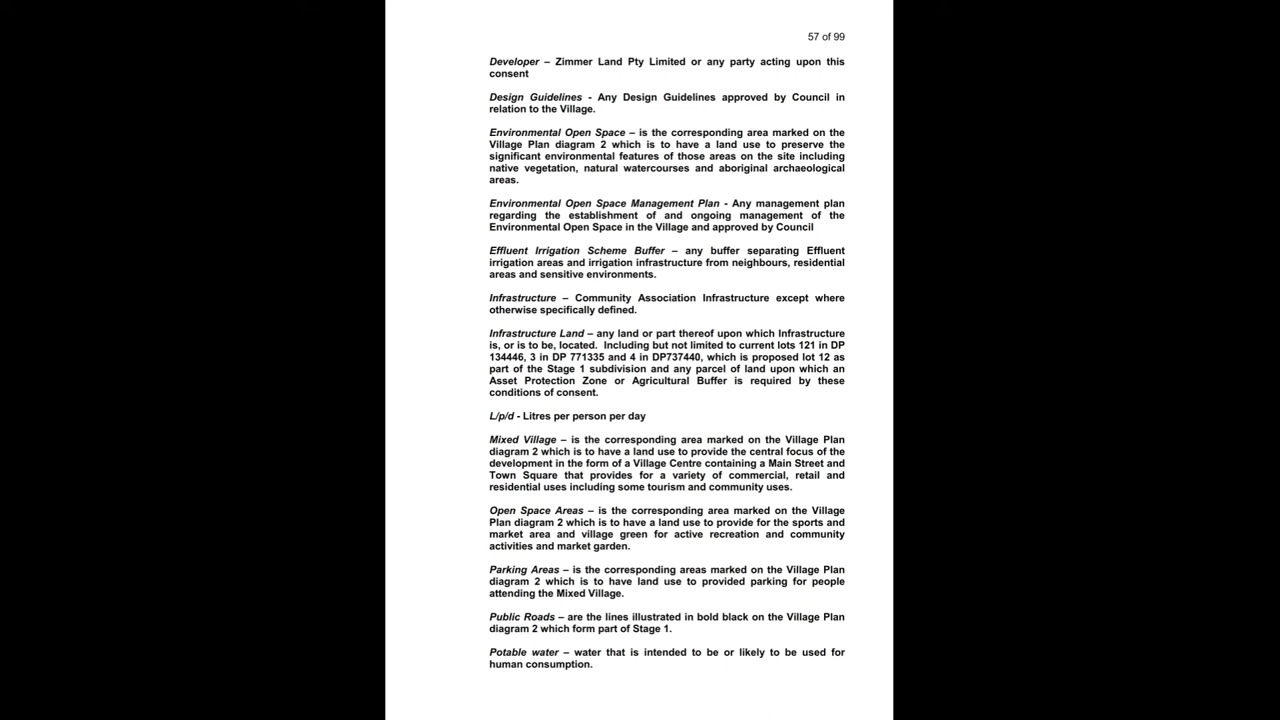 57 of 99
Developer – Zimmer Land Pty Limited or any party acting upon this
consent
Design Guidelines - Any Design Guidelines approved by Council in
relation to the Village.
Environmental Open Space – is the corresponding area marked on the
Village Plan diagram 2 which is to have a land use to preserve the
significant environmental features of those areas on the site including
native vegetation, natural watercourses and aboriginal archaeological
areas.
Environmental Open Space Management Plan - Any management plan
regarding the establishment of and ongoing management of the
Environmental Open Space in the Village and approved by Council
Effluent Irrigation Scheme Buffer – any buffer separating Effluent
irrigation areas and irrigation infrastructure from neighbours, residential
areas and sensitive environments.
Infrastructure – Community Association Infrastructure except where
otherwise specifically defined.
Infrastructure Land – any land or part thereof upon which Infrastructure
is, or is to be, located. Including but not limited to current lots 121 in DP
134446, 3 in DP 771335 and 4 in DP737440, which is proposed lot 12 as
part of the Stage 1 subdivision and any parcel of land upon which an
Asset Protection Zone or Agricultural Buffer is required by these
conditions of consent.
L/p/d - Litres per person per day
Mixed Village – is the corresponding area marked on the Village Plan
diagram 2 which is to have a land use to provide the central focus of the
development in the form of a Village Centre containing a Main Street and
Town Square that provides for a variety of commercial, retail and
residential uses including some tourism and community uses.
Open Space Areas – is the corresponding area marked on the Village
Plan diagram 2 which is to have a land use to provide for the sports and
market area and village green for active recreation and community
activities and market garden.
Parking Areas – is the corresponding areas marked on the Village Plan
diagram 2 which is to have land use to provided parking for people
attending the Mixed Village.
Public Roads – are the lines illustrated in bold black on the Village Plan
diagram 2 which form part of Stage 1.
Potable water – water that is intended to be or likely to be used for
human consumption.